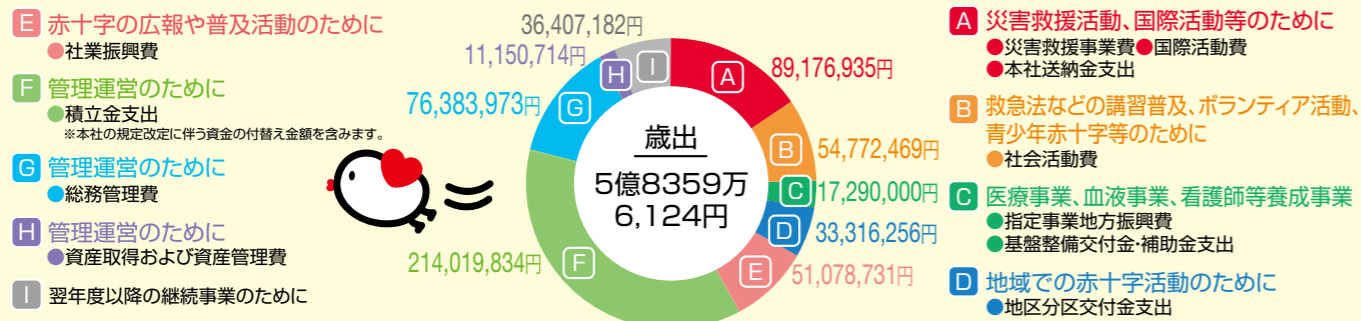 E 赤十字の広報や普及活動のために
●社業振興費
F 管理運営のために
●積立金支出
※本社の規定改定に伴う資金の付替え金額を含みます。
G 管理運営のために
●総務管理費
H 管理運営のために
●資産取得および資産管理費
I 翌年度以降の継続事業のために
36,407,182円
11,150,714円
76,383,973円
214,019,834円
歳出
5億8359万
6,124円
A
B
C
D
E
F
G
H
I
89,176,935円
54,772,469円
17,290,000円
33,316,256円
51,078,731円
A 災害救援活動、国際活動等のために
●災害救援事業費●国際活動費
●本社送納金支出
B 救急法などの講習普及、ボランティア活動、
青少年赤十字等のために
●社会活動費
C 医療事業、血液事業、看護師等養成事業
●指定事業地方振興費
●基盤整備交付金・補助金支出
D 地域での赤十字活動のために
●地区分区交付金支出